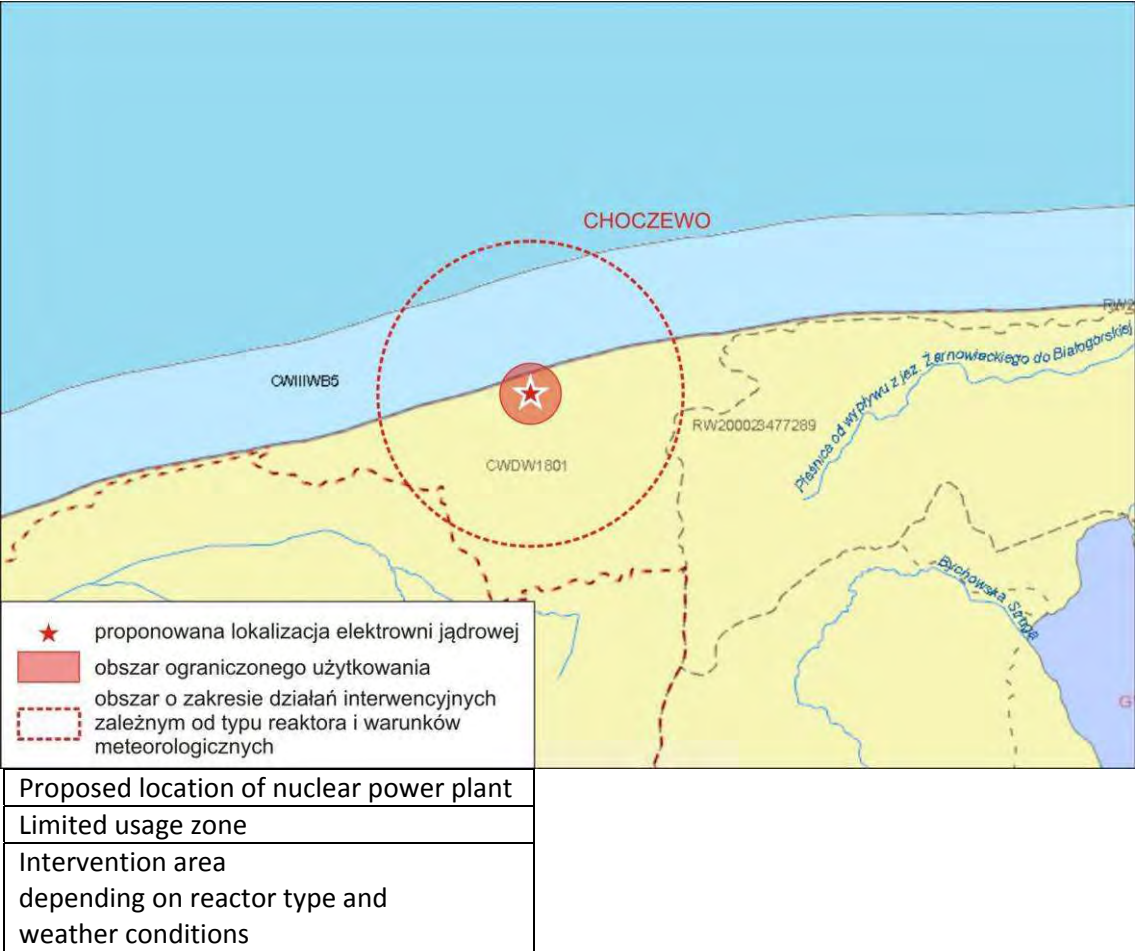 CHOCZEWO
RW2
CWIIIWB5
RW200023477289
Piaśnica od wypływu z jez. Żarnowieckiego do Białogórskiej
CWDW1801
Bychowska Struga
G
proponowana lokalizacja elektrowni jądrowej
obszar ograniczonego użytkowania
obszar o zakresie działań interwencyjnych
zależnym od typu reaktora i warunków
meteorologicznych
Proposed location of nuclear power plant
Limited usage zone
Intervention area
depending on reactor type and
weather conditions